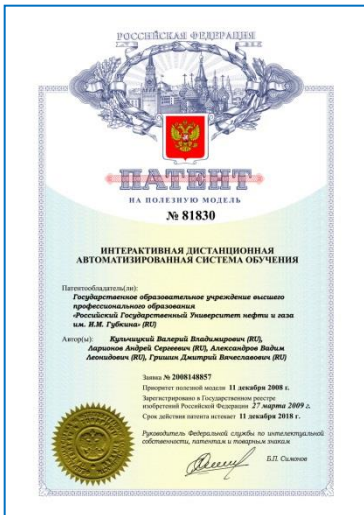 РОССИЙСКАЯ ФЕДЕРАЦИЯ
ПАТЕНТ
НА ПОЛЕЗНУЮ МОДЕЛЬ
№ 81830
ИНТЕРАКТИВНАЯ ДИСТАНЦИОННАЯ
АВТОМАТИЗИРОВАННАЯ СИСТЕМА ОБУЧЕНИЯ
Патентообладатель(ли):
Государственное образовательное учреждение высшего
профессионального образования
«Российский Государственный Университет нефти и газа
им. И.М. Губкина» (RU)
Автор(ы): Кульчицкий Валерий Владимирович (RU),
Ларионов Андрей Сергеевич (RU), Александров Вадим
Леонидович (RU), Гришин Дмитрий Вячеславович (RU)
Заявка № 2008148857
Приоритет полезной модели 11 декабря 2008 г.
Зарегистрировано в Государственном реестре
изобретений Российской Федерации 27 марта 2009 г.
Срок действия патента истекает 11 декабря 2018 г.
Руководитель Федеральной службы по интеллектуальной
собственности, патентам и товарным знакам
Б.П. Симонов